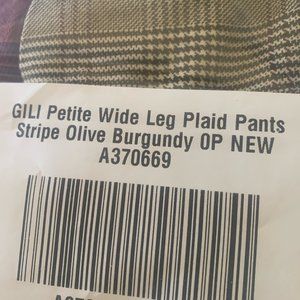 GILI Petite Wide Leg Plaid Pants
Stripe Olive Burgundy 0P NEW
A370669